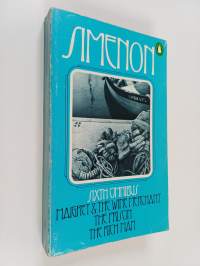 SIMENON
SIXTH OMNIBUS
MAIGRET & THE WINE MERCHANT
THE PRISON
THE RICH MAN